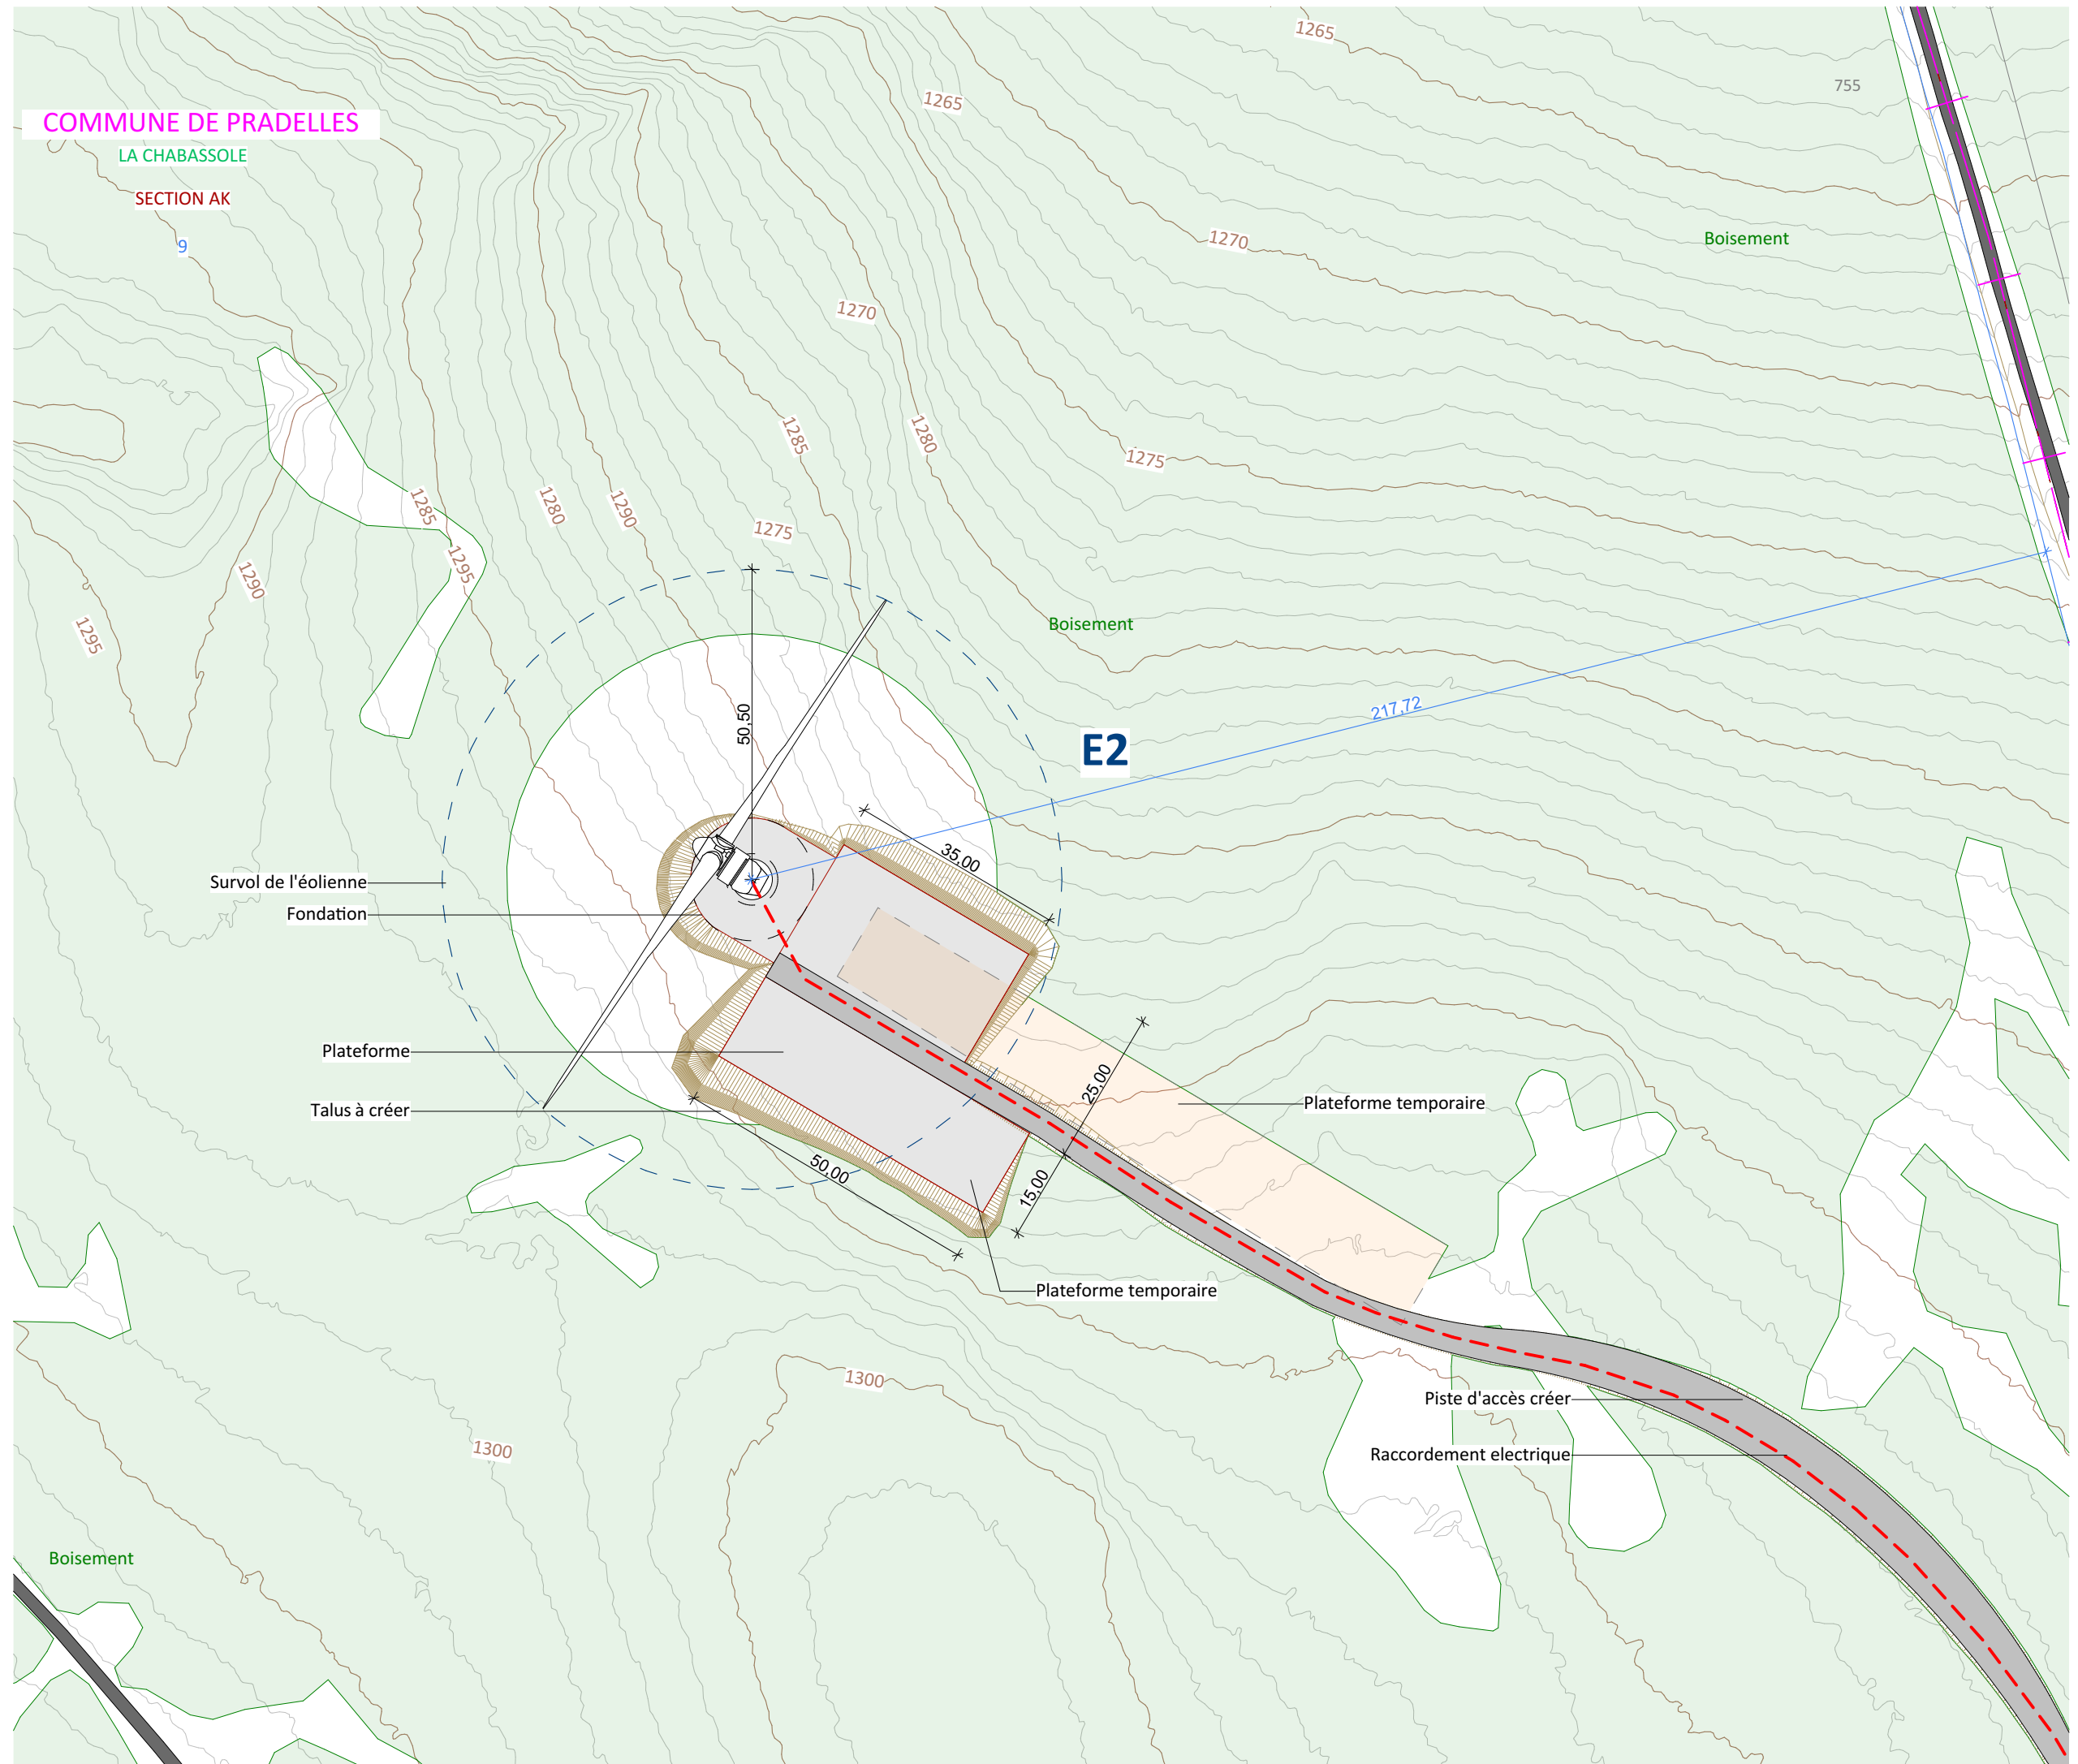 1265
755
1265
COMMUNE DE PRADELLES
LA CHABASSOLE
SECTION AK
9
1270
Boisement
1270
1285
1280
1275
1285
1280
1290
1275
1295
1290
1295
Boisement
217,72
50,50
E2
35,00
Survol de l'éolienne
Fondation
Plateforme
25,00
Plateforme temporaire
Talus à créer
50,00
15,00
Plateforme temporaire
1300
Piste d'accès créer
1300
Raccordement electrique
Boisement